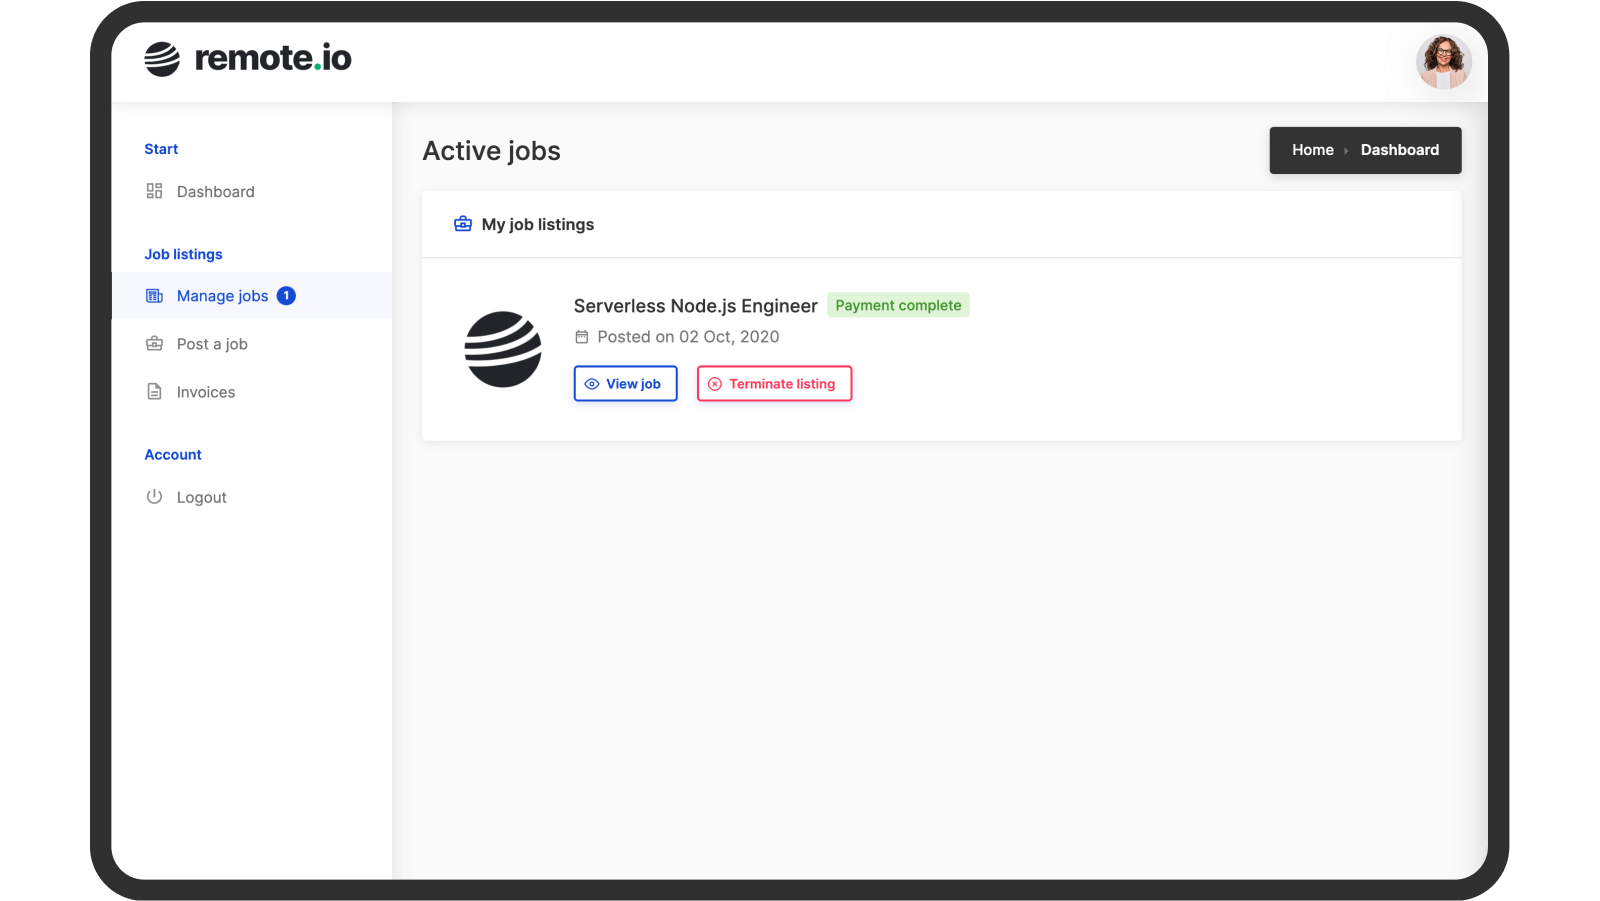 remote.io
Start
Dashboard
Job listings
Manage jobs 1
Post a job
Invoices
Account
Logout
Active jobs
Home Dashboard
My job listings
Serverless Node.js Engineer Payment complete
Posted on 02 Oct, 2020
View job Terminate listing